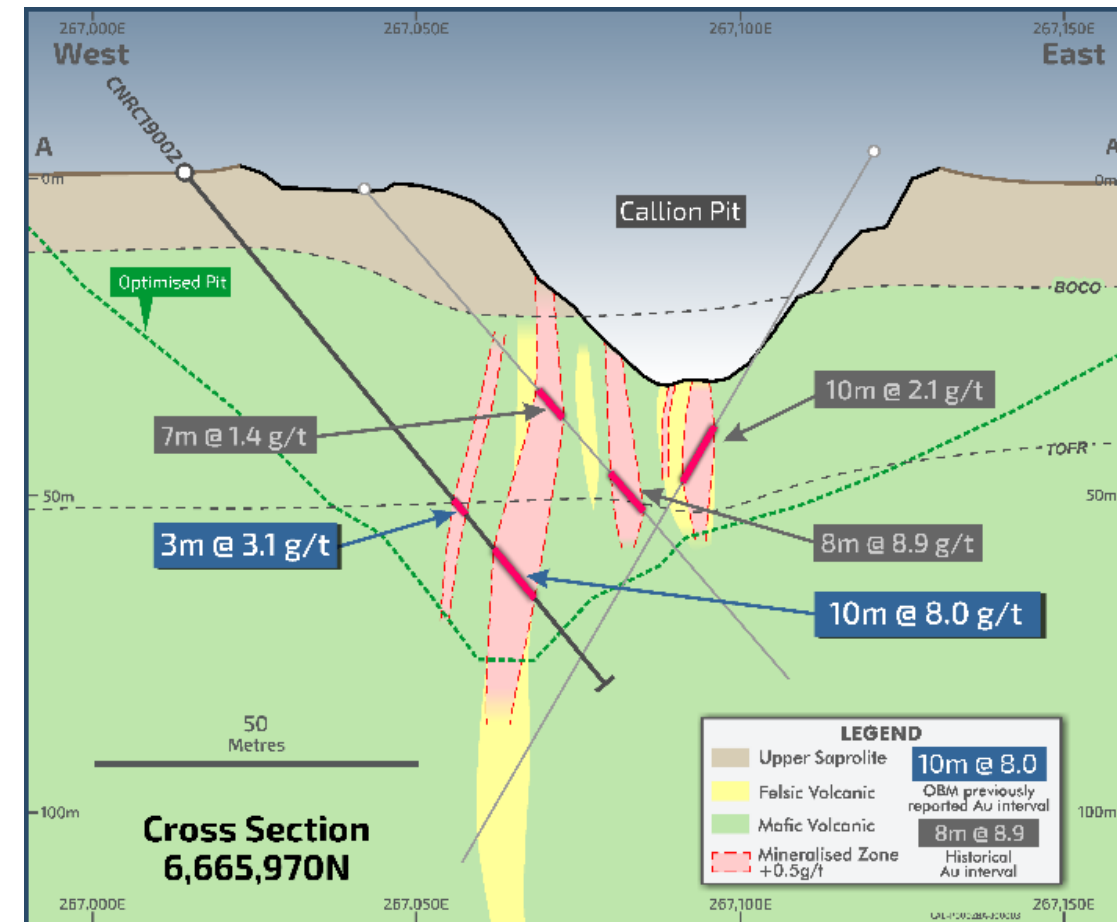 267,000E
267,050E
267,100E
267,150E
West
East
CNRC19002
A
A
0m
0m
Callion Pit
Optimised Pit
BOCO
10m @ 2.1 g/t
7m @ 1.4 g/t
TOFR
50m
50m
3m @ 3.1 g/t
8m @ 8.9 g/t
10m @ 8.0 g/t
50
Metres
LEGEND
Upper Saprolite
Felsic Volcanic
Mafic Volcanic
Mineralised Zone
+0.5g/t
10m @ 8.0
OBM previously
reported Au interval
8m @ 8.9
Historical
Au interval
100m
100m
Cross Section
6,665,970N
267,000E
267,050E
267,100E
267,150E